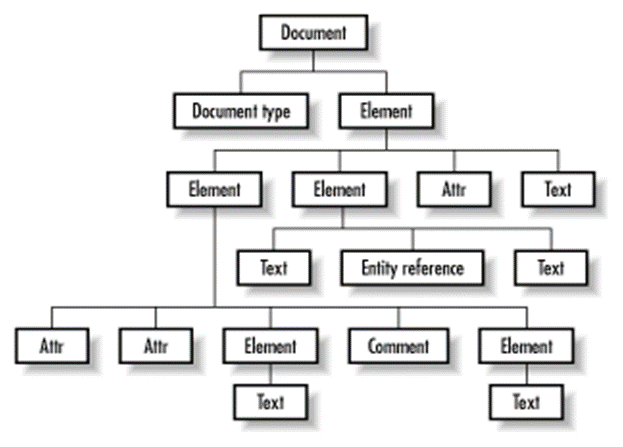 Document
Document type
Element
Element
Element
Attr
Text
Text
Entity reference
Text
Attr
Attr
Element
Comment
Element
Text
Text